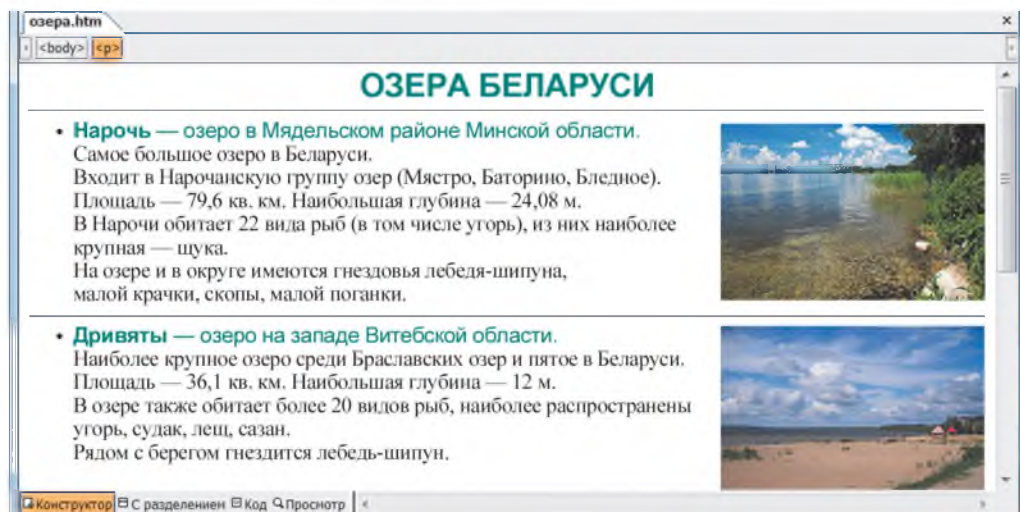 озера.htm
<body> <p>
ОЗЕРА БЕЛАРУСИ
• Нарочь — озеро в Мядельском районе Минской области.
Самое большое озеро в Беларуси.
Входит в Нарочанскую группу озер (Мястро, Баторино, Бледное).
Площадь — 79,6 кв. км. Наибольшая глубина — 24,08 м.
В Нарочи обитает 22 вида рыб (в том числе угорь), из них наиболее
крупная — щука.
На озере и в округе имеются гнездовья лебедя-шипуна,
малой крачки, скопы, малой поганки.
• Дривяты — озеро на западе Витебской области.
Наиболее крупное озеро среди Браславских озер и пятое в Беларуси.
Площадь — 36,1 кв. км. Наибольшая глубина — 12 м.
В озере также обитает более 20 видов рыб, наиболее распространены
угорь, судак, лещ, сазан.
Рядом с берегом гнездится лебедь-шипун.
Конструктор С разделением Код Просмотр